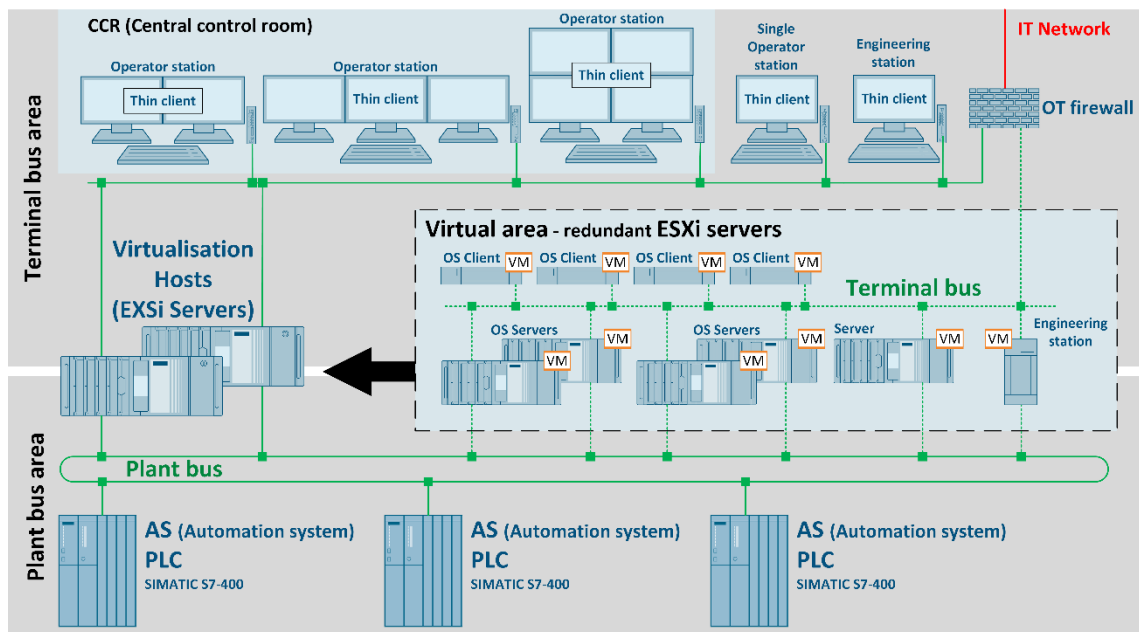 CCR (Central control room)
Operator station
Thin client
Operator station
Thin client
Operator station
Thin client
Single
Operator
station
Thin client
Engineering
station
Thin client
IT Network
OT firewall
Terminal bus area
Virtualisation
Hosts
(EXSi Servers)
Virtual area - redundant ESXi servers
OS Client VM OS Client VM OS Client VM OS Client VM
Terminal bus
OS Servers VM VM
OS Servers VM VM
Server VM
VM Engineering
station
Plant bus area
Plant bus
AS (Automation system)
PLC
SIMATIC S7-400
AS (Automation system)
PLC
SIMATIC S7-400
AS (Automation system)
PLC
SIMATIC S7-400